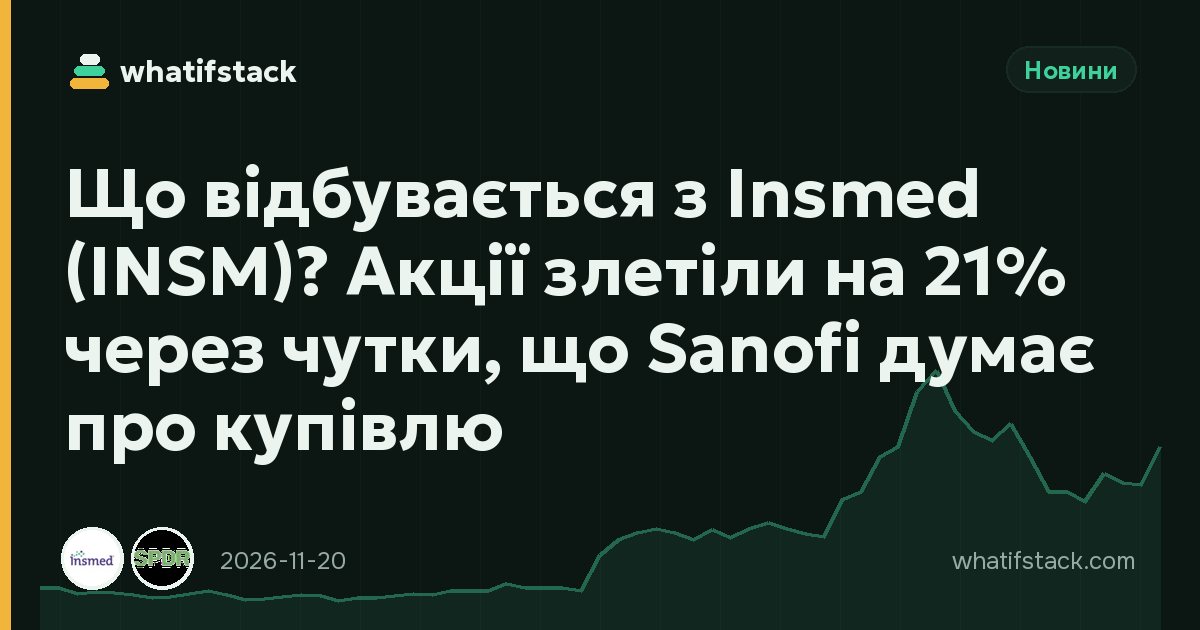 whatifstack
Новини
Що відбувається з Insmed
(INSM)? Акції злетіли на 21%
через чутки, що Sanofi думає
про купівлю
insmed
SPDR
2026-11-20
whatifstack.com